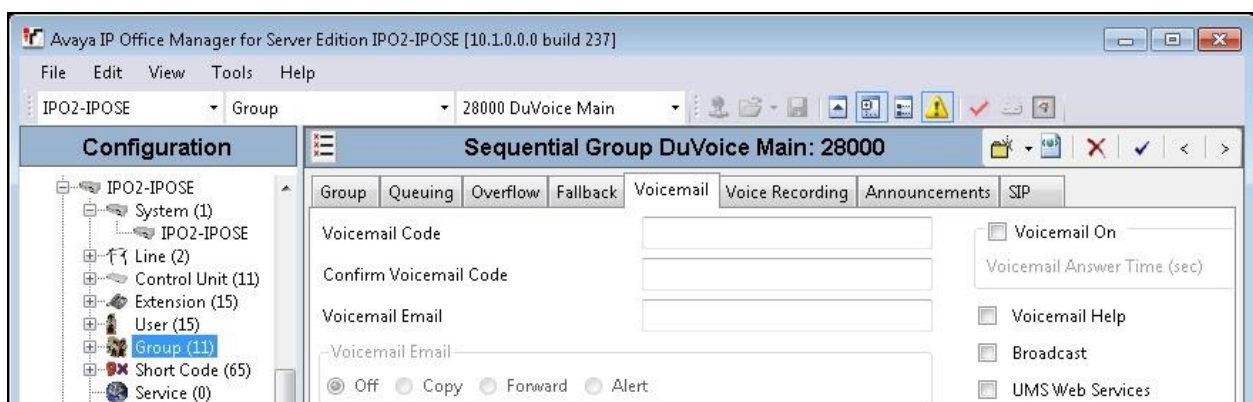 Avaya IP Office Manager for Server Edition IPO2-IPOSE [10.1.0.0.0 build 237]
File Edit View Tools Help
IPO2-IPOSE Group 28000 DuVoice Main
Configuration
Sequential Group DuVoice Main: 28000
IPO2-IPOSE
System (1)
IPO2-IPOSE
Line (2)
Control Unit (11)
Extension (15)
User (15)
Group (11)
Short Code (65)
Service (0)
Group Queuing Overflow Fallback Voicemail Voice Recording Announcements SIP
Voicemail Code
Confirm Voicemail Code
Voicemail Email
Voicemail Email
Off Copy Forward Alert
Voicemail On
Voicemail Answer Time (sec)
Voicemail Help
Broadcast
UMS Web Services